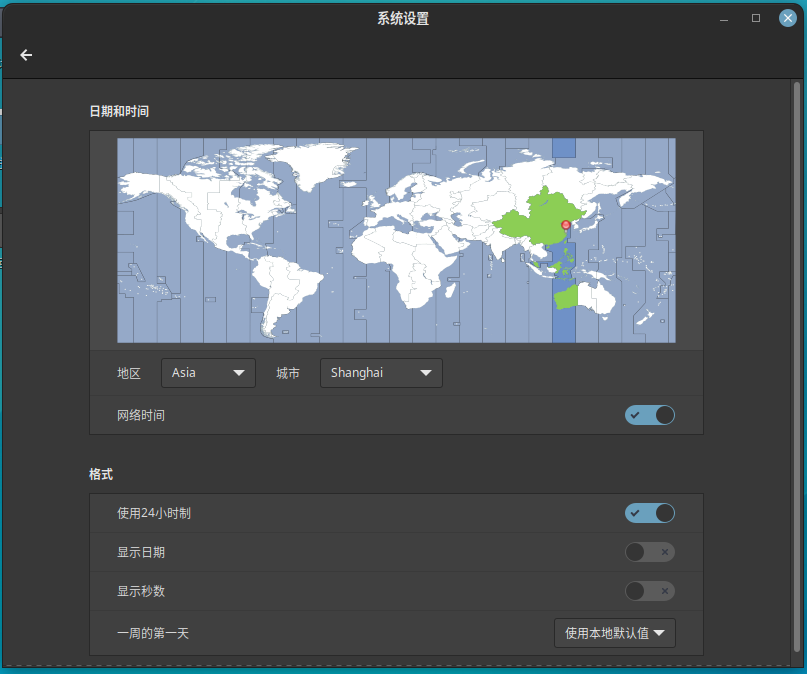 系统设置
日期和时间
地区 Asia 城市 Shanghai
网络时间
格式
使用24小时制
显示日期
显示秒数
一周的第一天 使用本地默认值